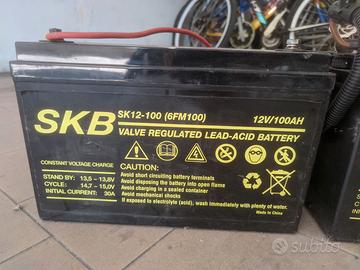 SKB
SK12-100 (6FM100) 12V/100AH
VALVE REGULATED LEAD-ACID BATTERY
CONSTANT VOLTAGE CHARGE
STAND BY: 13,5 – 13,8V
CYCLE: 14,7 – 15,0V
INITIAL CURRENT: 30A
CAUTION:
Avoid short circuiting battery terminals
Avoid disposing the battery into open flame
Avoid charging in a sealed container
Avoid mechanical shocks
If exposed to electrolyte (acid), wash immediately with plenty of water.
Made in China
Pb
subito